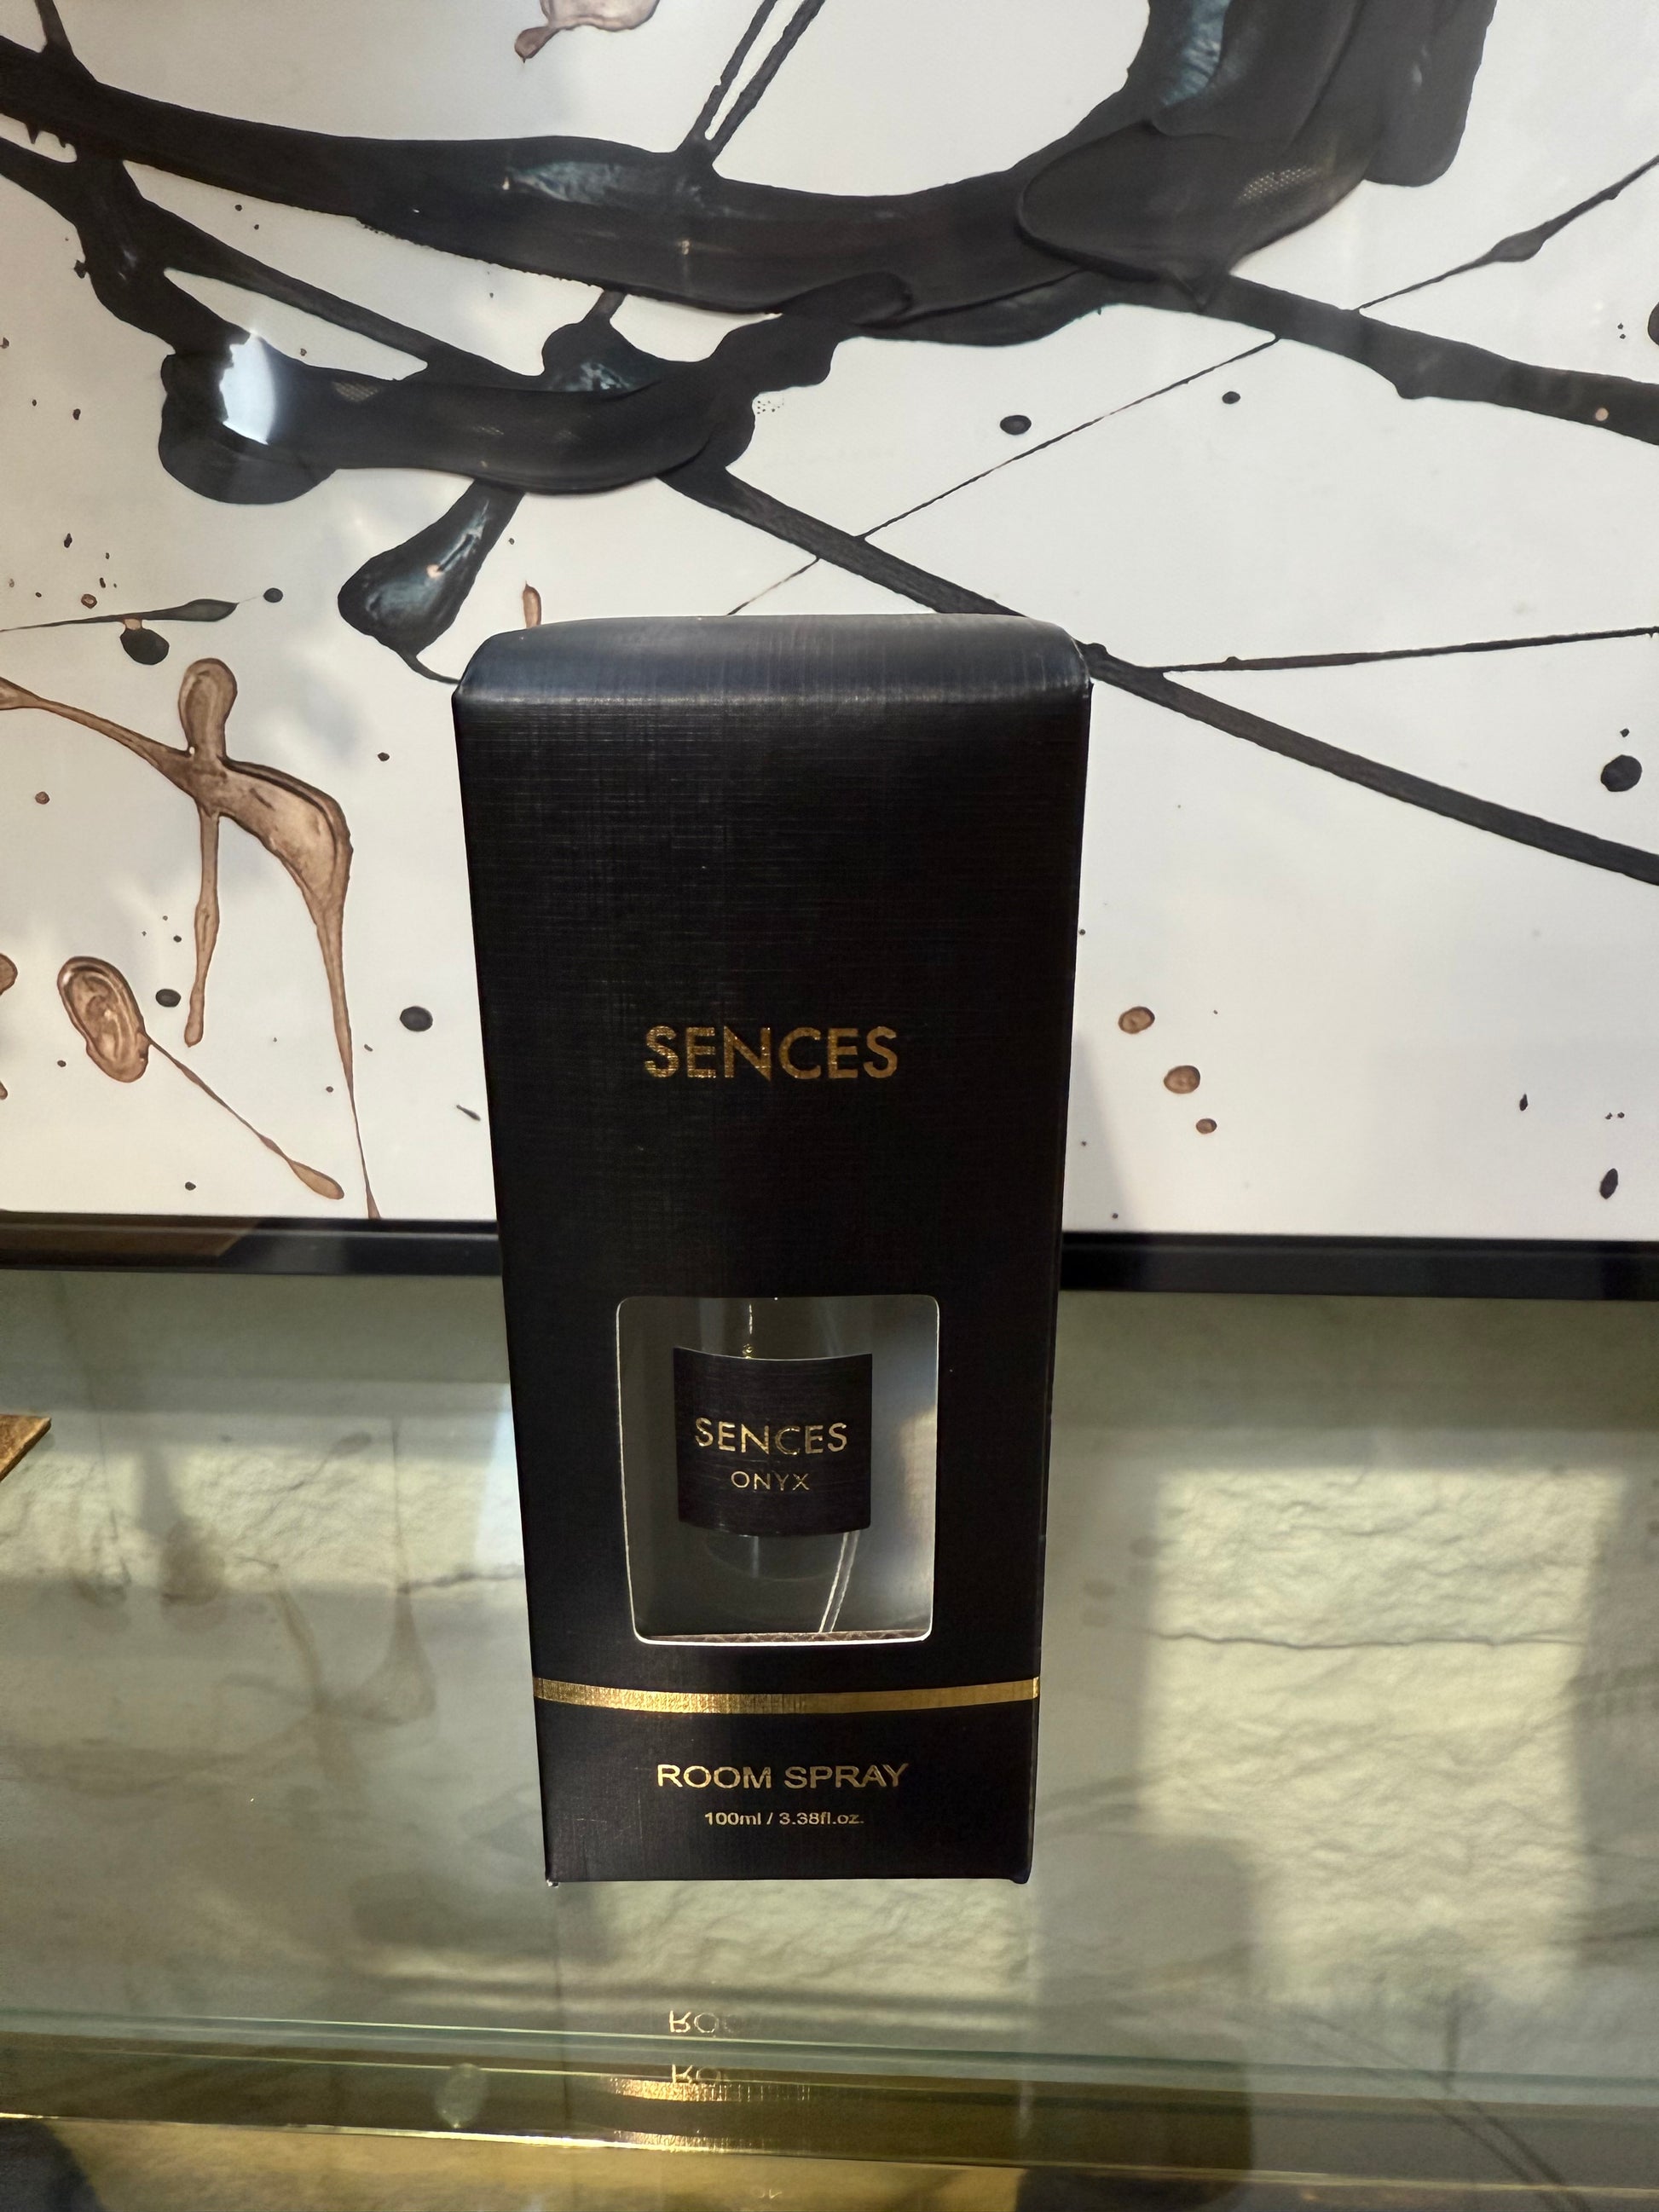 SENCES
SENCES
ONYX
ROOM SPRAY
100ml / 3.38fl.oz.